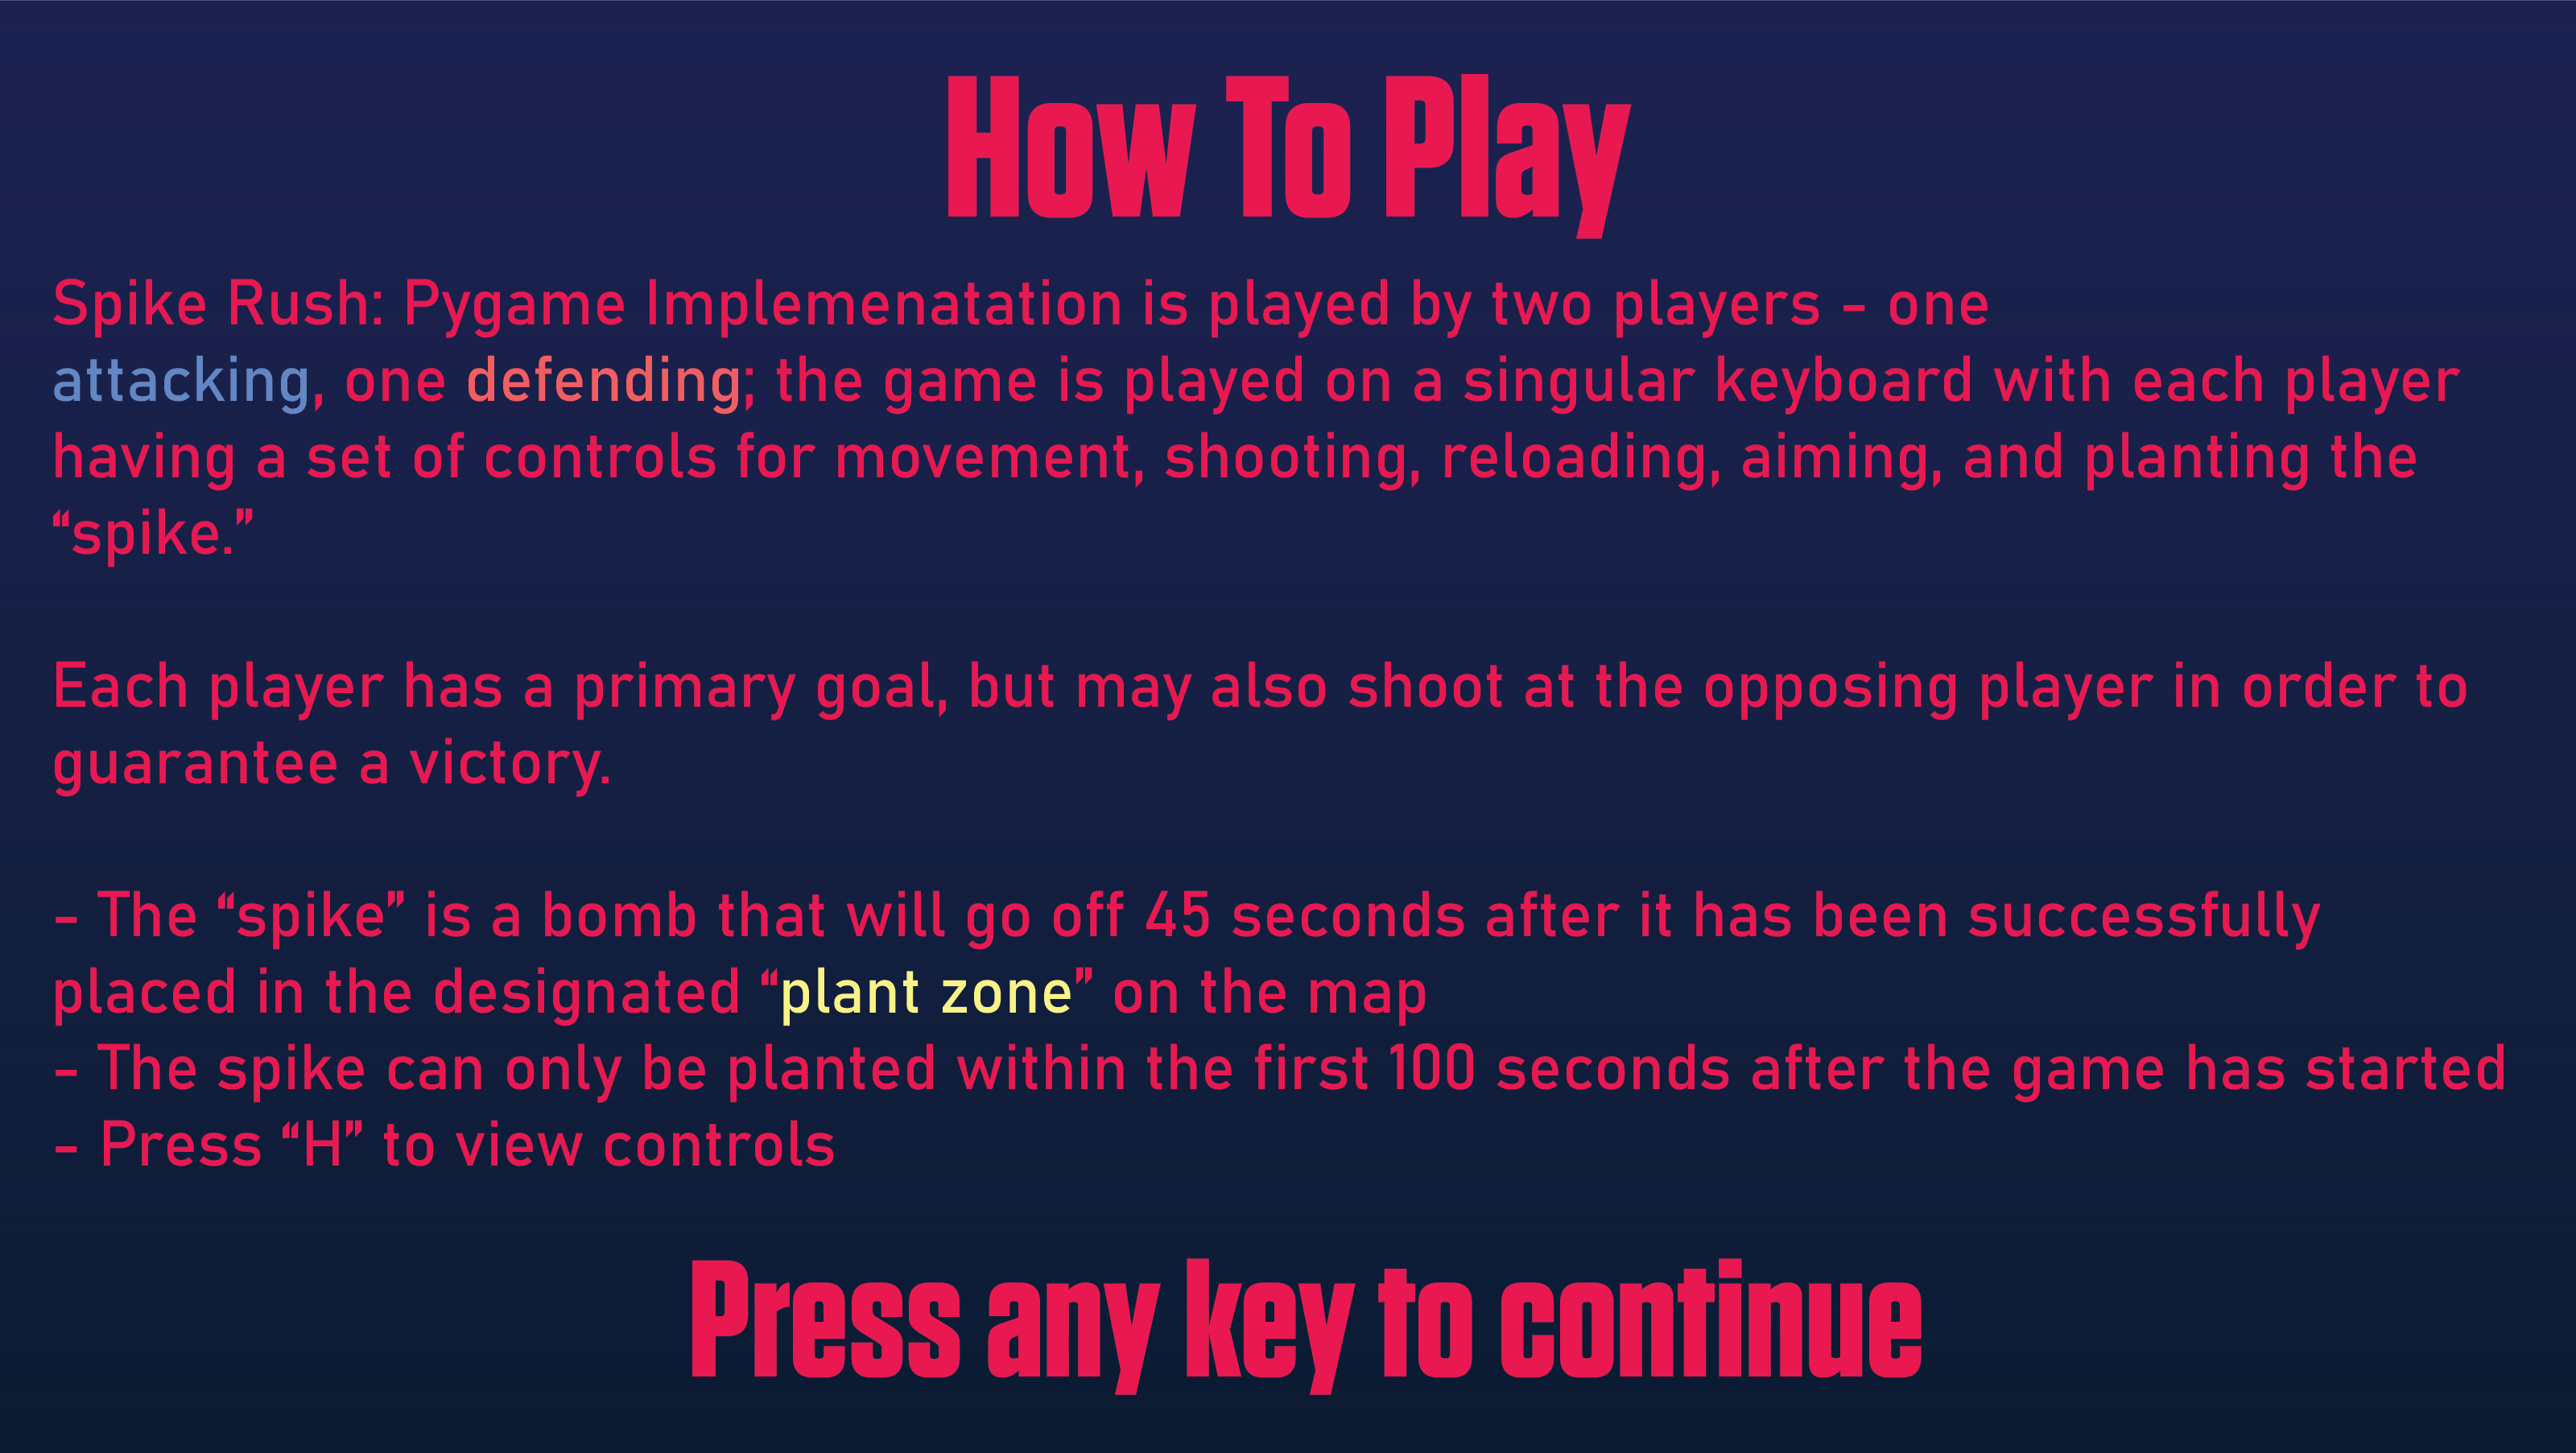 How To Play
Spike Rush: Pygame Implemenatation is played by two players - one
attacking, one defending; the game is played on a singular keyboard with each player
having a set of controls for movement, shooting, reloading, aiming, and planting the
“spike.”
Each player has a primary goal, but may also shoot at the opposing player in order to
guarantee a victory.
- The “spike” is a bomb that will go off 45 seconds after it has been successfully
placed in the designated “plant zone” on the map
- The spike can only be planted within the first 100 seconds after the game has started
- Press “H” to view controls
Press any key to continue